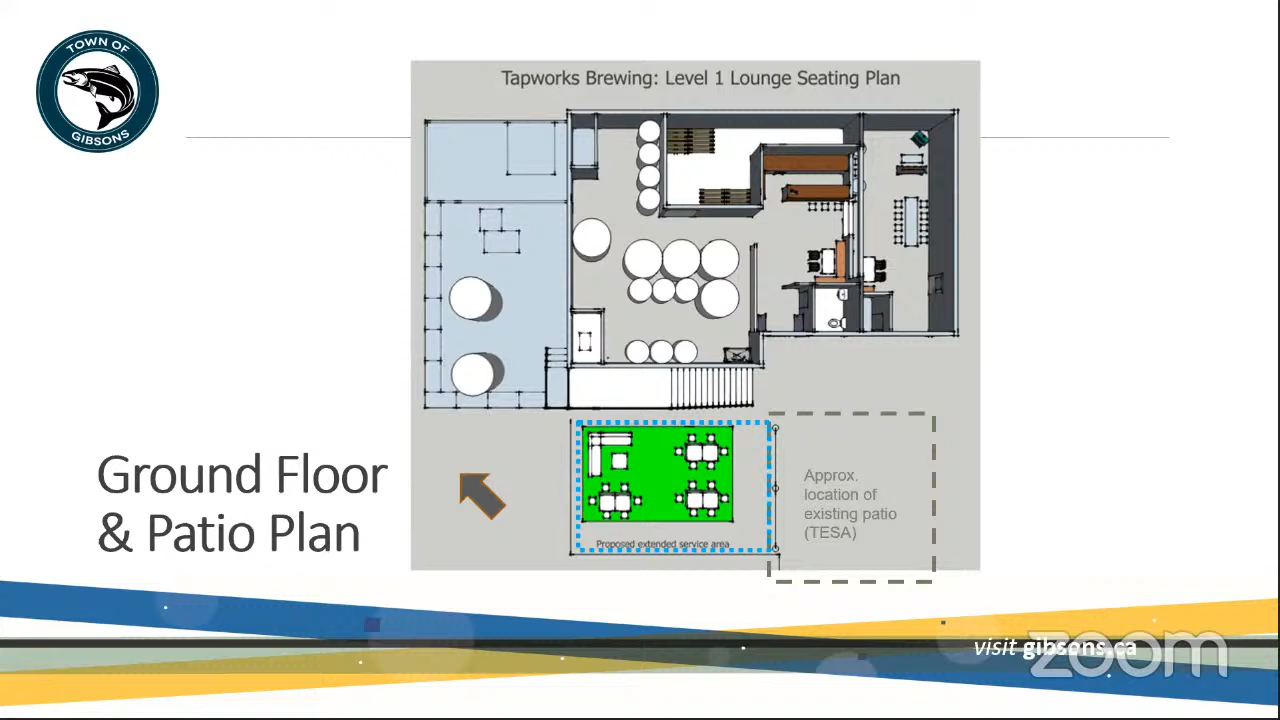 TOWN OF
GIBSONS
Tapworks Brewing: Level 1 Lounge Seating Plan
Ground Floor
& Patio Plan
Approx.
location of
existing patio
(TESA)
Proposed extended service area
visit gibsons.ca
zoom